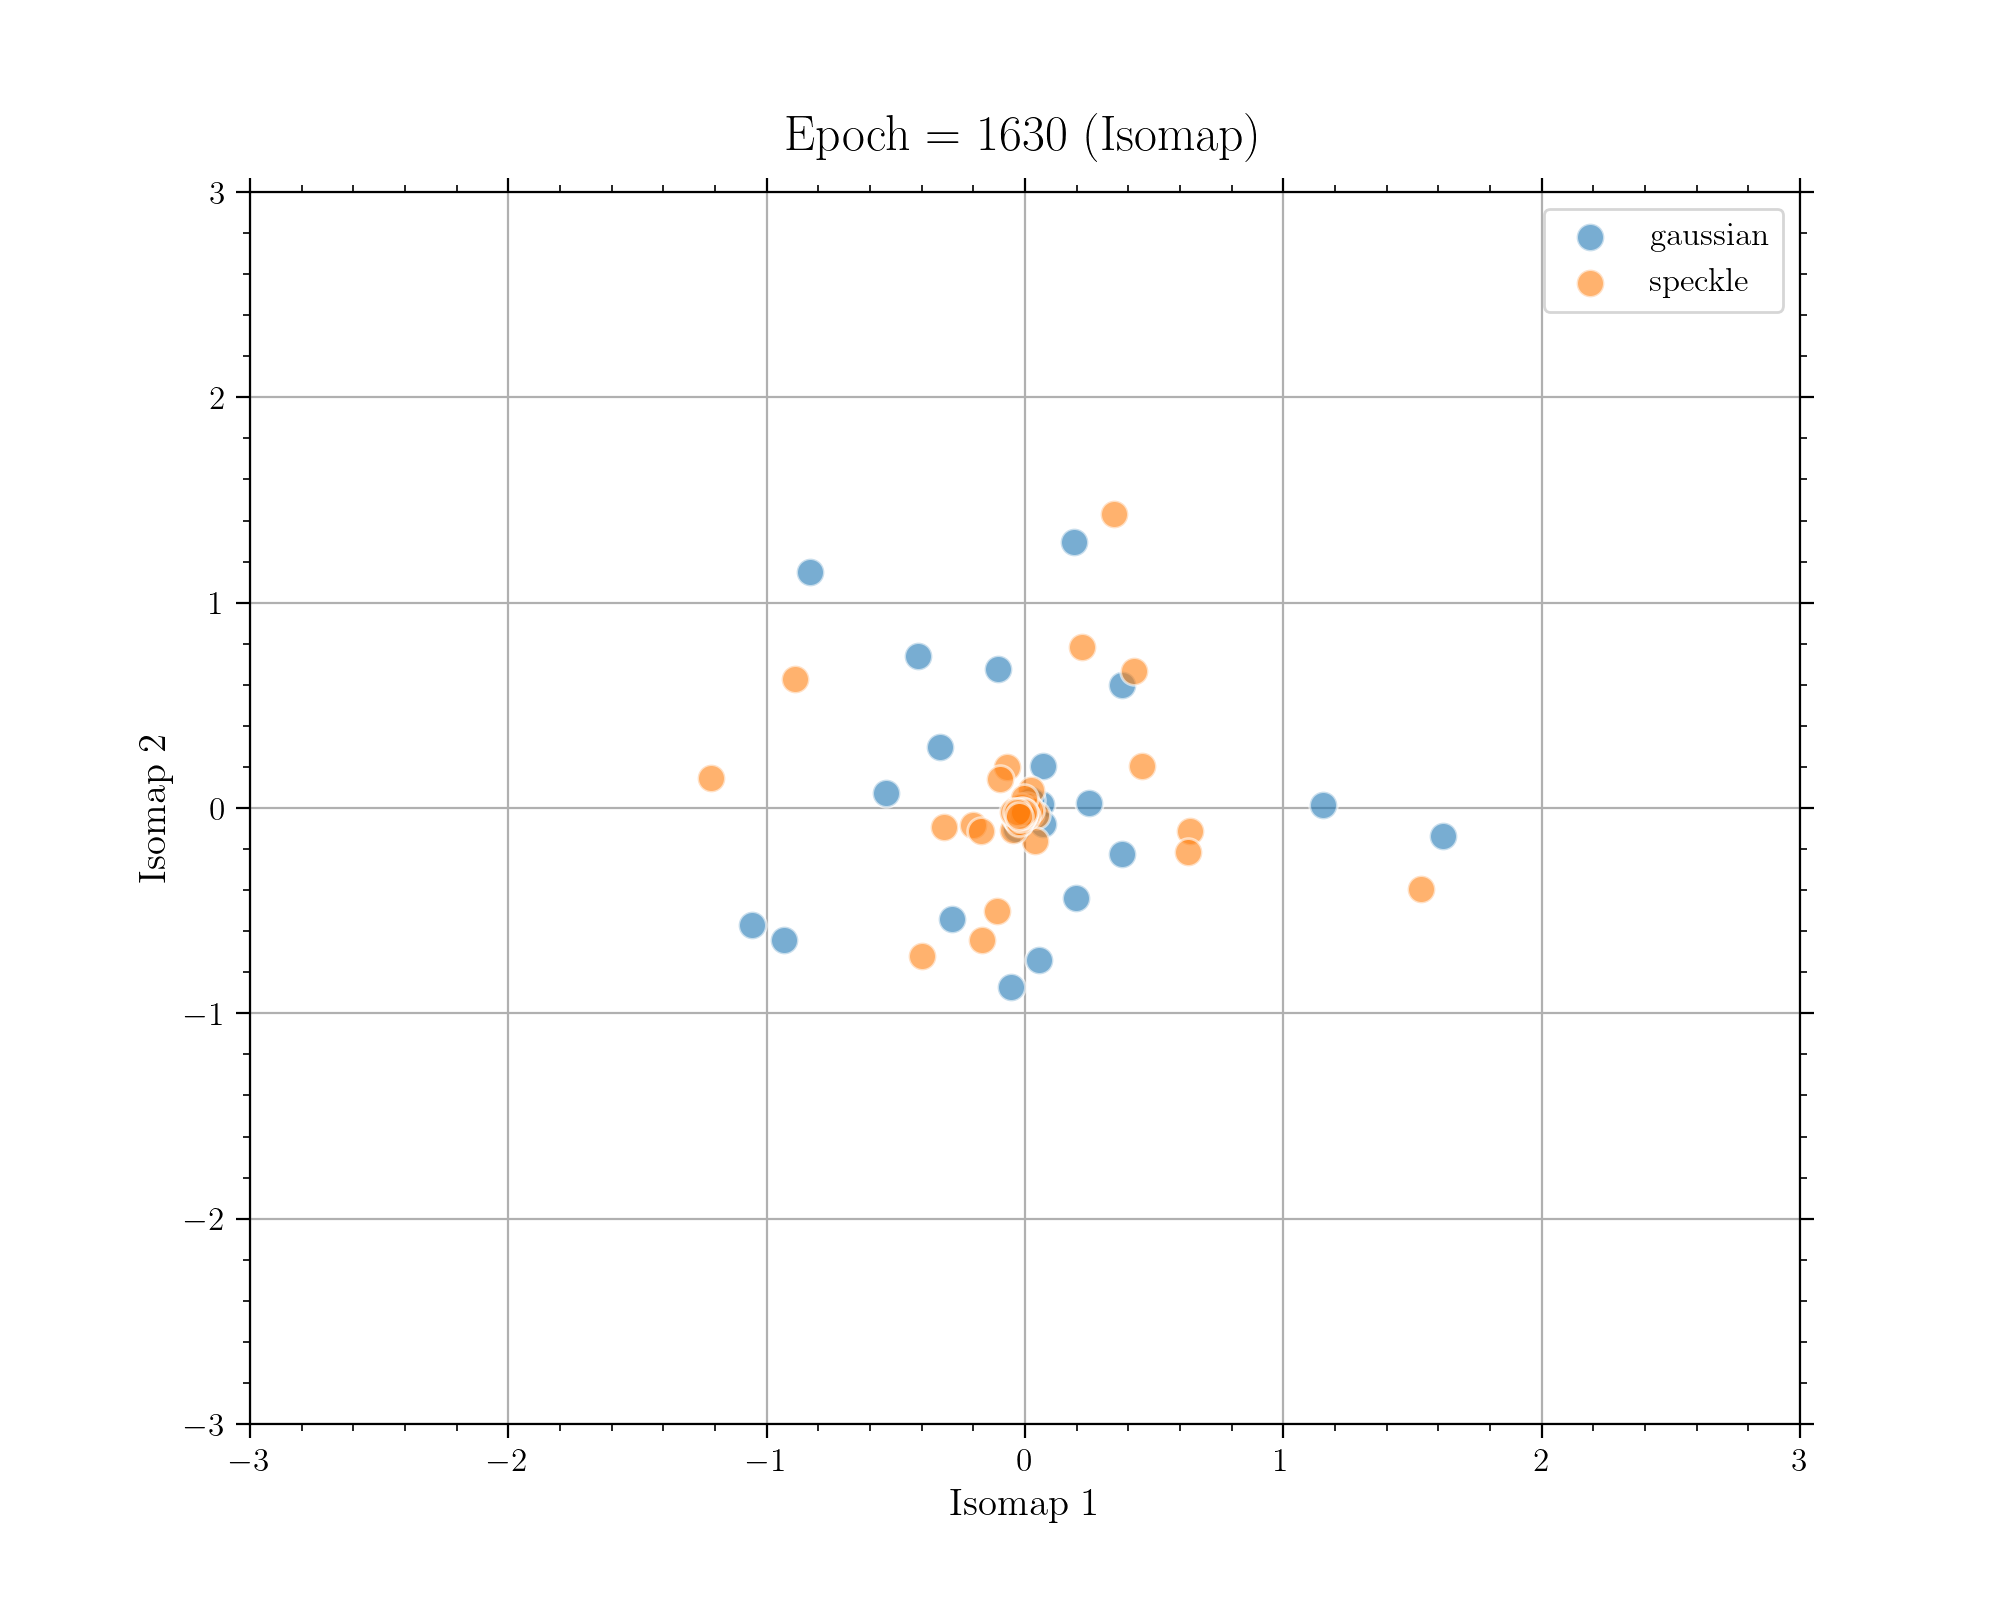 Epoch = 1630 (Isomap)
gaussian
speckle
3
2
1
0
−1
−2
−3
Isomap 2
−3
−2
−1
0
1
2
3
Isomap 1